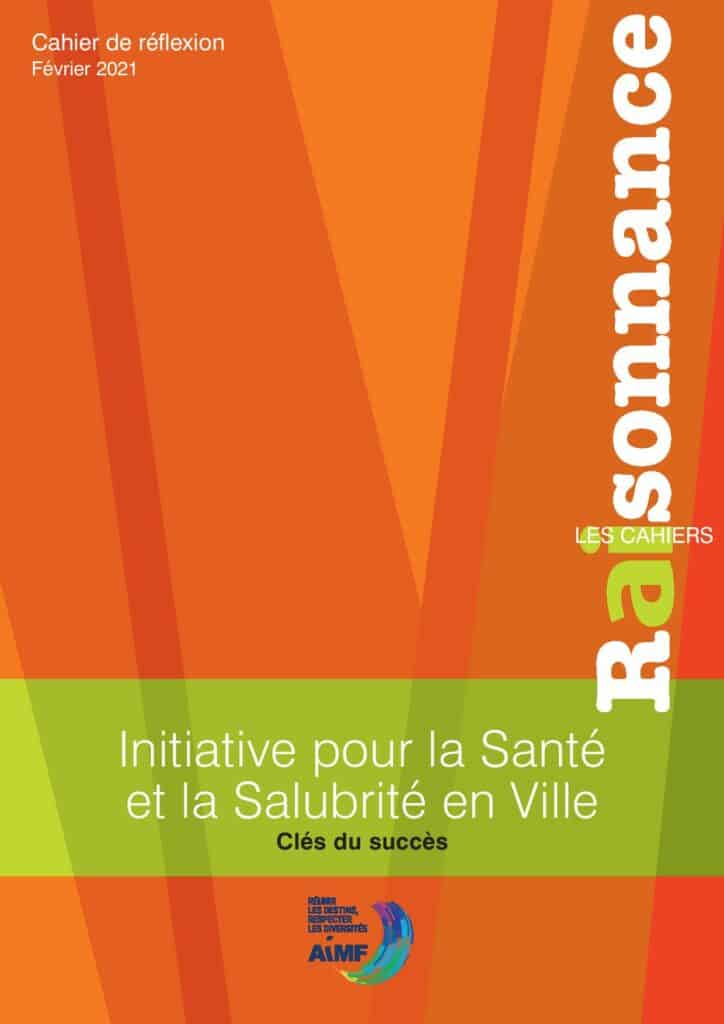 Cahier de réflexion
Février 2021
Raisonnance
LES CAHIERS
Initiative pour la Santé
et la Salubrité en Ville
Clés du succès
RÉUNIR
LES DESTINS,
RESPECTER
LES DIVERSITÉS
AIMF